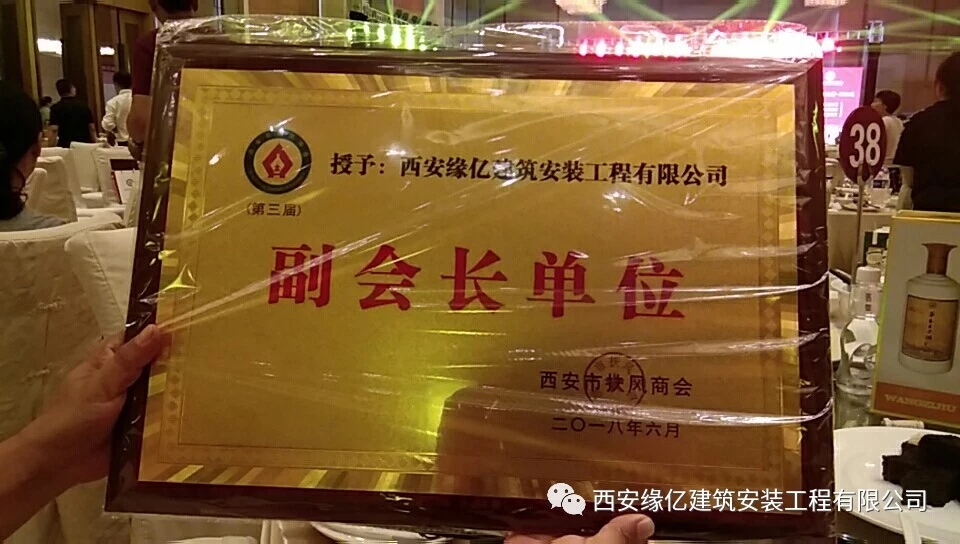 授予：西安缘亿建筑安装工程有限公司
(第三届)
副会长单位
西安市扶风商会
二〇一八年六月
38
WANGZIJIU
西安缘亿建筑安装工程有限公司